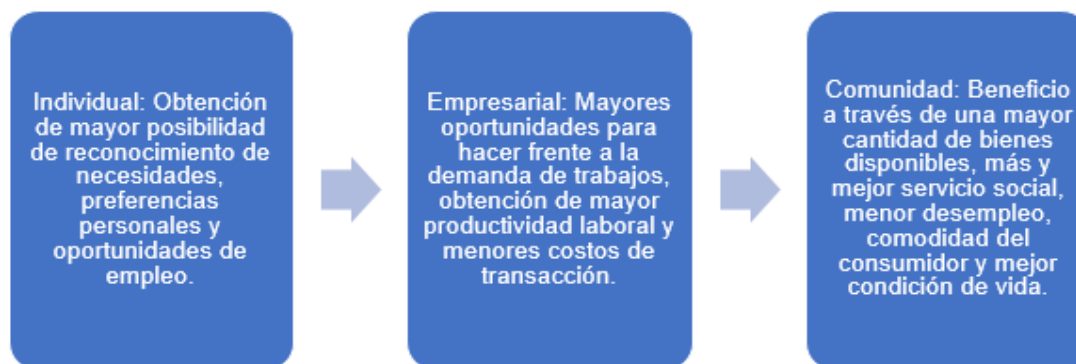 Individual: Obtención
de mayor posibilidad
de reconocimiento de
necesidades,
preferencias
personales y
oportunidades de
empleo.
Empresarial: Mayores
oportunidades para
hacer frente a la
demanda de trabajos,
obtención de mayor
productividad laboral y
menores costos de
transacción.
Comunidad: Beneficio
a través de una mayor
cantidad de bienes
disponibles, más y
mejor servicio social,
menor desempleo,
comodidad del
consumidor y mejor
condición de vida.